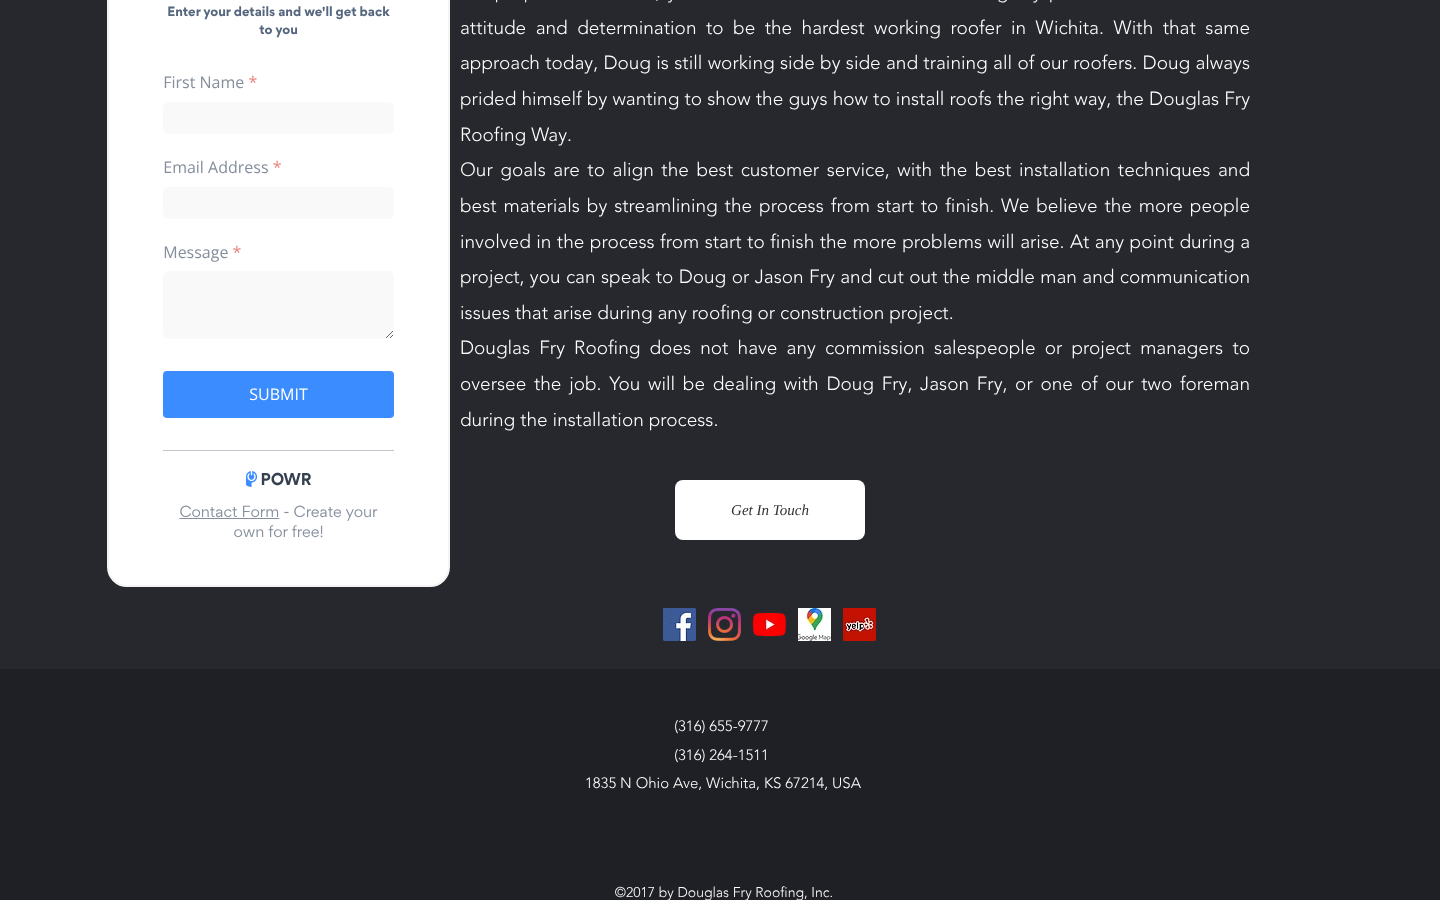 Enter your details and we'll get back
to you
First Name *
Email Address *
Message *
SUBMIT
POWR
Contact Form - Create your
own for free!
attitude and determination to be the hardest working roofer in Wichita. With that same
approach today, Doug is still working side by side and training all of our roofers. Doug always
prided himself by wanting to show the guys how to install roofs the right way, the Douglas Fry
Roofing Way.
Our goals are to align the best customer service, with the best installation techniques and
best materials by streamlining the process from start to finish. We believe the more people
involved in the process from start to finish the more problems will arise. At any point during a
project, you can speak to Doug or Jason Fry and cut out the middle man and communication
issues that arise during any roofing or construction project.
Douglas Fry Roofing does not have any commission salespeople or project managers to
oversee the job. You will be dealing with Doug Fry, Jason Fry, or one of our two foreman
during the installation process.
Get In Touch
Google Map
yelp
(316) 655-9777
(316) 264-1511
1835 N Ohio Ave, Wichita, KS 67214, USA
©2017 by Douglas Fry Roofing, Inc.